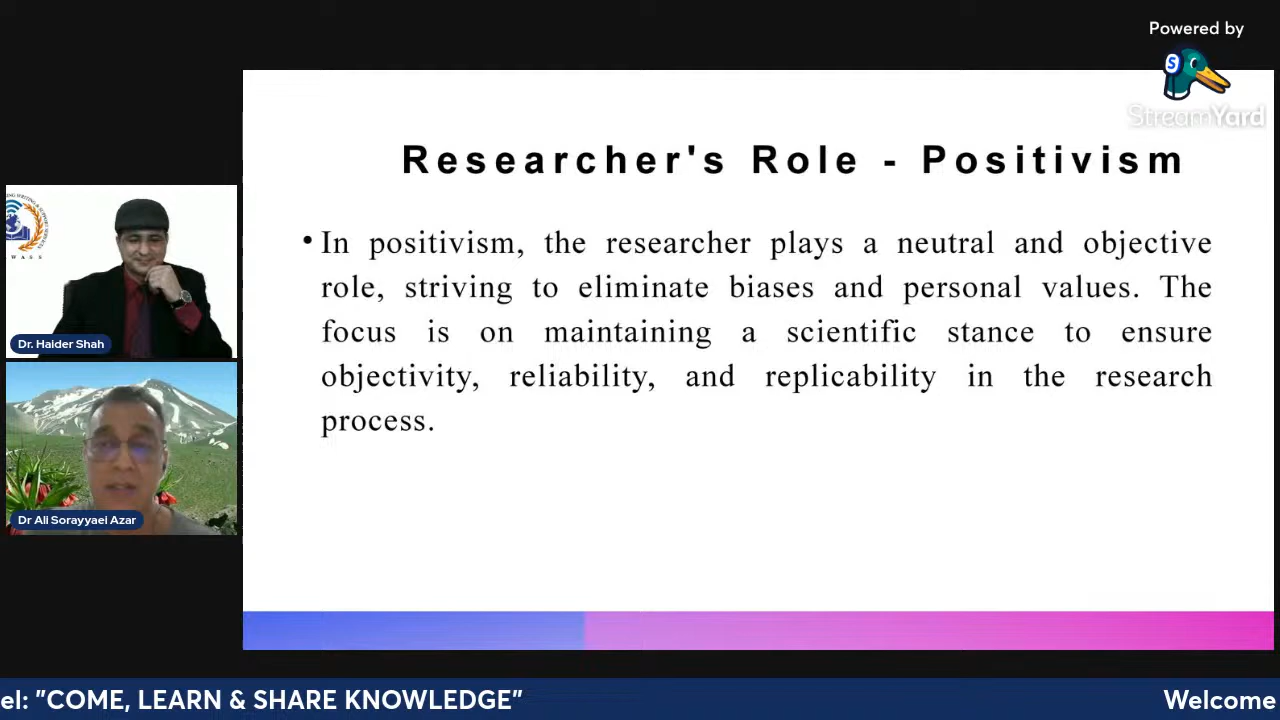 Powered by
S
StreamYard
Researcher's Role - Positivism
• In positivism, the researcher plays a neutral and objective
role, striving to eliminate biases and personal values. The
focus is on maintaining a scientific stance to ensure
objectivity, reliability, and replicability in the research
process.
W A S S
Dr. Haider Shah
Dr Ali Sorayyaei Azar
el: "COME, LEARN & SHARE KNOWLEDGE"
Welcome